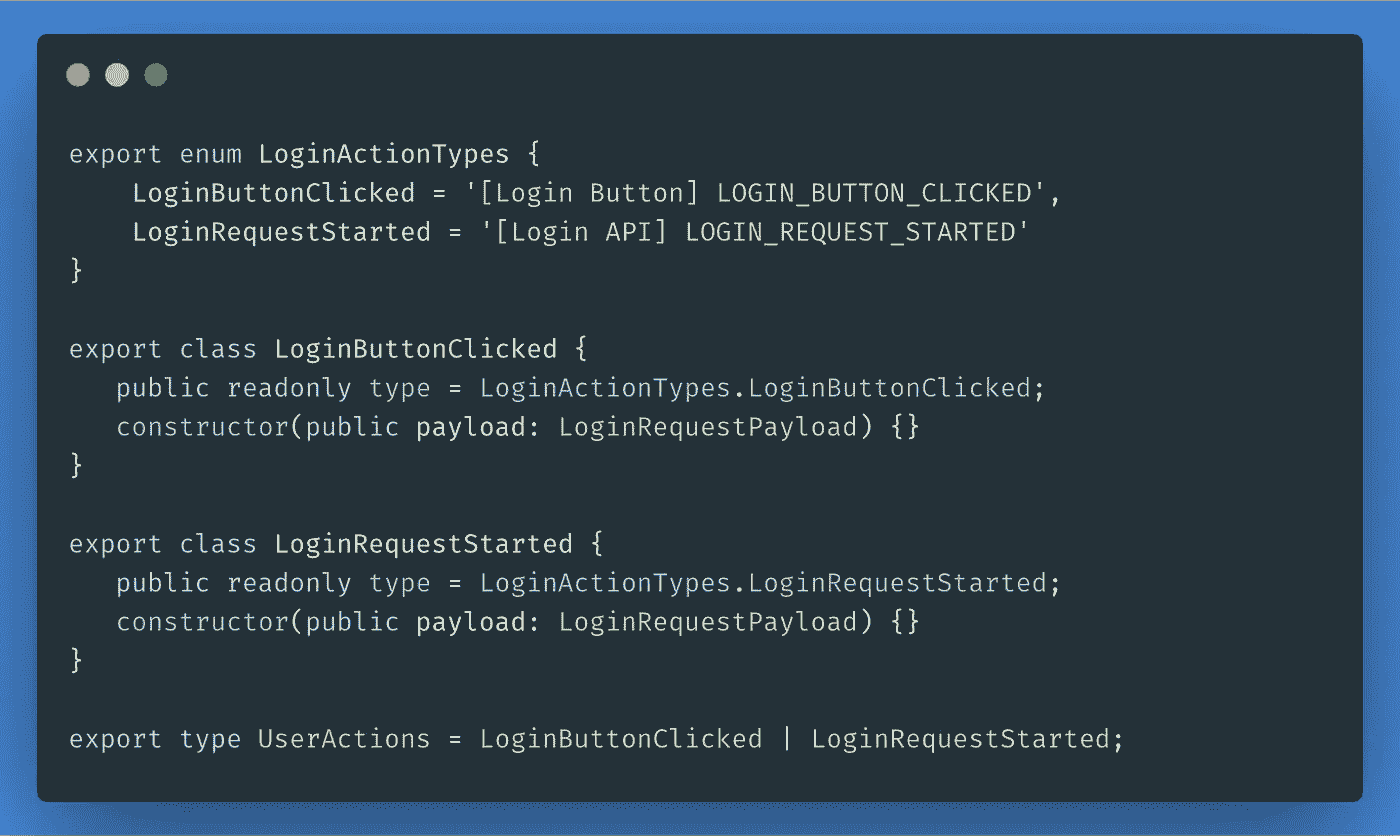 export enum LoginActionTypes {
    LoginButtonClicked = '[Login Button] LOGIN_BUTTON_CLICKED',
    LoginRequestStarted = '[Login API] LOGIN_REQUEST_STARTED'
}

export class LoginButtonClicked {
   public readonly type = LoginActionTypes.LoginButtonClicked;
   constructor(public payload: LoginRequestPayload) {}
}

export class LoginRequestStarted {
   public readonly type = LoginActionTypes.LoginRequestStarted;
   constructor(public payload: LoginRequestPayload) {}
}

export type UserActions = LoginButtonClicked | LoginRequestStarted;